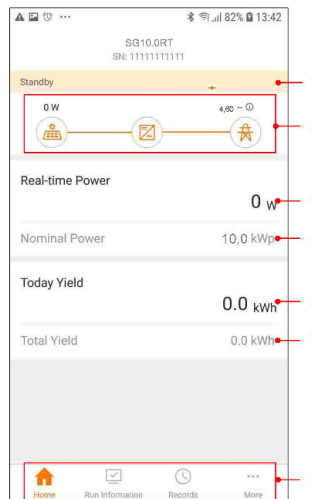 82% 13:42
SG10.0RT
SN: 11111111111
Standby
0 W 4,60 --
Real-time Power
0 W
Nominal Power 10,0 kWp
Today Yield
0.0 kWh
Total Yield 0.0 kWh
Home Run Information Records More